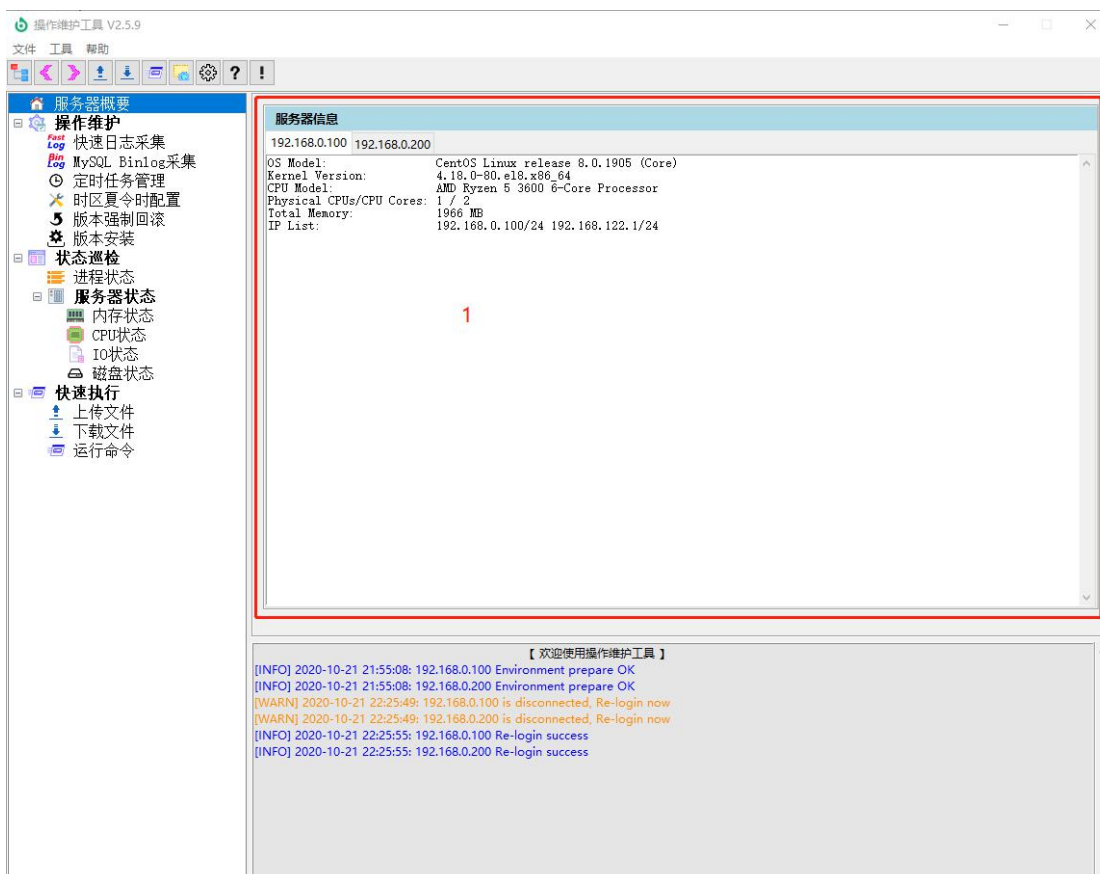 操作维护工具 V2.5.9
文件 工具 帮助
服务器概要
操作维护
Fast Log 快速日志采集
Bin Log MySQL Binlog采集
定时任务管理
时区夏令时配置
版本强制回滚
版本安装
状态巡检
进程状态
服务器状态
内存状态
CPU状态
IO状态
磁盘状态
快速执行
上传文件
下载文件
运行命令
服务器信息
192.168.0.100 192.168.0.200
OS Model: CentOS Linux release 8.0.1905 (Core)
Kernel Version: 4.18.0-80.el8.x86_64
CPU Model: AMD Ryzen 5 3600 6-Core Processor
Physical CPUs/CPU Cores: 1 / 2
Total Memory: 1966 MB
IP List: 192.168.0.100/24 192.168.122.1/24
1
【 欢迎使用操作维护工具 】
[INFO] 2020-10-21 21:55:08: 192.168.0.100 Environment prepare OK
[INFO] 2020-10-21 21:55:08: 192.168.0.200 Environment prepare OK
[WARN] 2020-10-21 22:25:49: 192.168.0.100 is disconnected, Re-login now
[WARN] 2020-10-21 22:25:49: 192.168.0.200 is disconnected, Re-login now
[INFO] 2020-10-21 22:25:55: 192.168.0.100 Re-login success
[INFO] 2020-10-21 22:25:55: 192.168.0.200 Re-login success